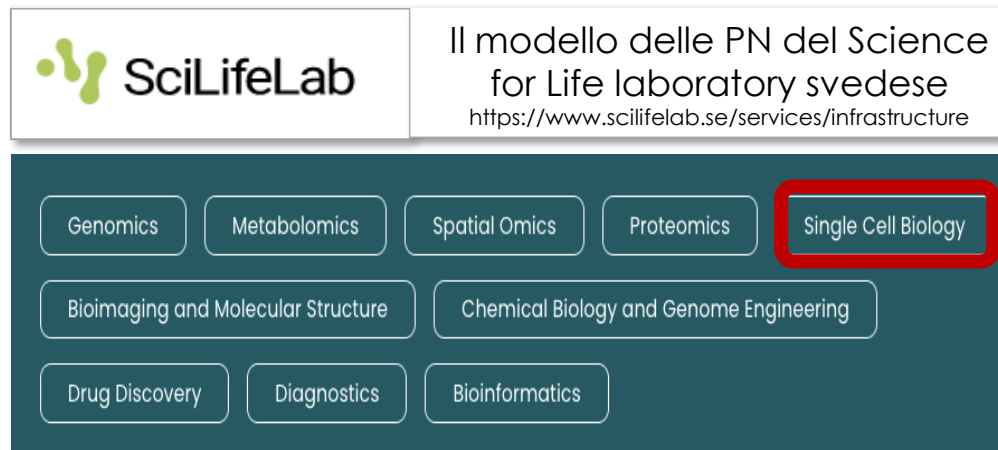 SciLifeLab
Il modello delle PN del Science
for Life laboratory svedese
https://www.scilifelab.se/services/infrastructure
Genomics
Metabolomics
Spatial Omics
Proteomics
Single Cell Biology
Bioimaging and Molecular Structure
Chemical Biology and Genome Engineering
Drug Discovery
Diagnostics
Bioinformatics